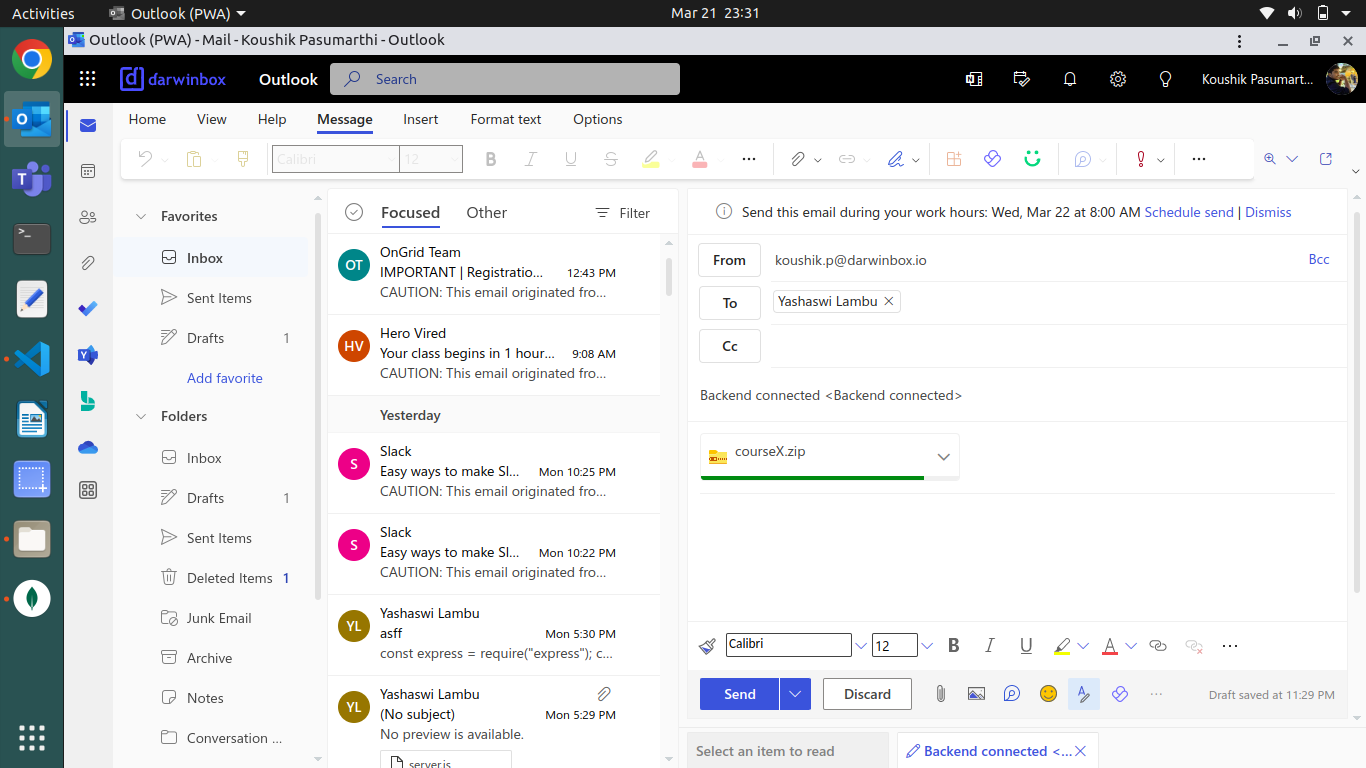 Activities
Outlook (PWA)
Mar 21 23:31
Outlook (PWA) - Mail - Koushik Pasumarthi - Outlook
darwinbox
Outlook
Search
Koushik Pasumart...
Home View Help Message Insert Format text Options
Calibri 12
Favorites
Inbox
Sent Items
Drafts 1
Add favorite
Folders
Inbox
Drafts 1
Sent Items
Deleted Items 1
Junk Email
Archive
Notes
Conversation ...
Focused Other Filter
OT
OnGrid Team
IMPORTANT | Registratio... 12:43 PM
CAUTION: This email originated fro...
HV
Hero Vired
Your class begins in 1 hour... 9:08 AM
CAUTION: This email originated fro...
Yesterday
S
Slack
Easy ways to make Sl... Mon 10:25 PM
CAUTION: This email originated fro...
S
Slack
Easy ways to make Sl... Mon 10:22 PM
CAUTION: This email originated fro...
YL
Yashaswi Lambu
asff Mon 5:30 PM
const express = require("express"); c...
YL
Yashaswi Lambu
(No subject) Mon 5:29 PM
No preview is available.
server.js
Send this email during your work hours: Wed, Mar 22 at 8:00 AM Schedule send | Dismiss
From koushik.p@darwinbox.io Bcc
To Yashaswi Lambu
Cc
Backend connected <Backend connected>
courseX.zip
Calibri 12 B I U A
Send Discard Draft saved at 11:29 PM
Select an item to read Backend connected <...